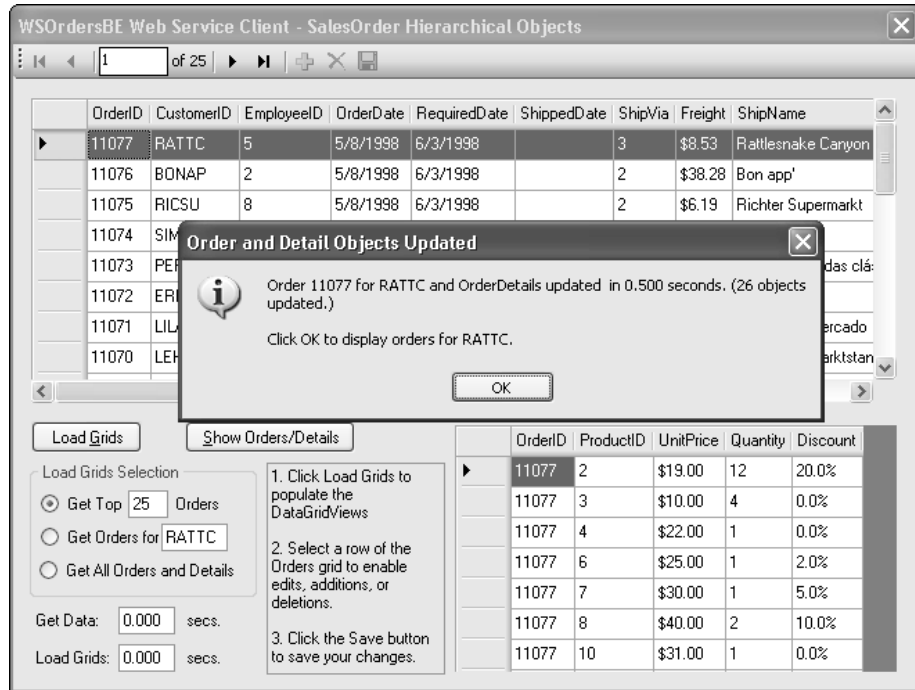 WSOrdersBE Web Service Client - SalesOrder Hierarchical Objects
1 of 25
OrderID CustomerID EmployeeID OrderDate RequiredDate ShippedDate ShipVia Freight ShipName
11077 RATTC 5 5/8/1998 6/3/1998 3 $8.53 Rattlesnake Canyon
11076 BONAP 2 5/8/1998 6/3/1998 2 $38.28 Bon app'
11075 RICSU 8 5/8/1998 6/3/1998 2 $6.19 Richter Supermarkt
11074 SIM
11073
11072
11071
11070
Order and Detail Objects Updated
Order 11077 for RATTC and OrderDetails updated in 0.500 seconds. (26 objects
updated.)
Click OK to display orders for RATTC.
OK
Load Grids
Show Orders/Details
Load Grids Selection
Get Top 25 Orders
Get Orders for RATTC
Get All Orders and Details
Get Data: 0.000 secs.
Load Grids: 0.000 secs.
1. Click Load Grids to
populate the
DataGridViews
2. Select a row of the
Orders grid to enable
edits, additions, or
deletions.
3. Click the Save button
to save your changes.
OrderID ProductID UnitPrice Quantity Discount
11077 2 $19.00 12 20.0%
11077 3 $10.00 4 0.0%
11077 4 $22.00 1 0.0%
11077 6 $25.00 1 2.0%
11077 7 $30.00 1 5.0%
11077 8 $40.00 2 10.0%
11077 10 $31.00 1 0.0%